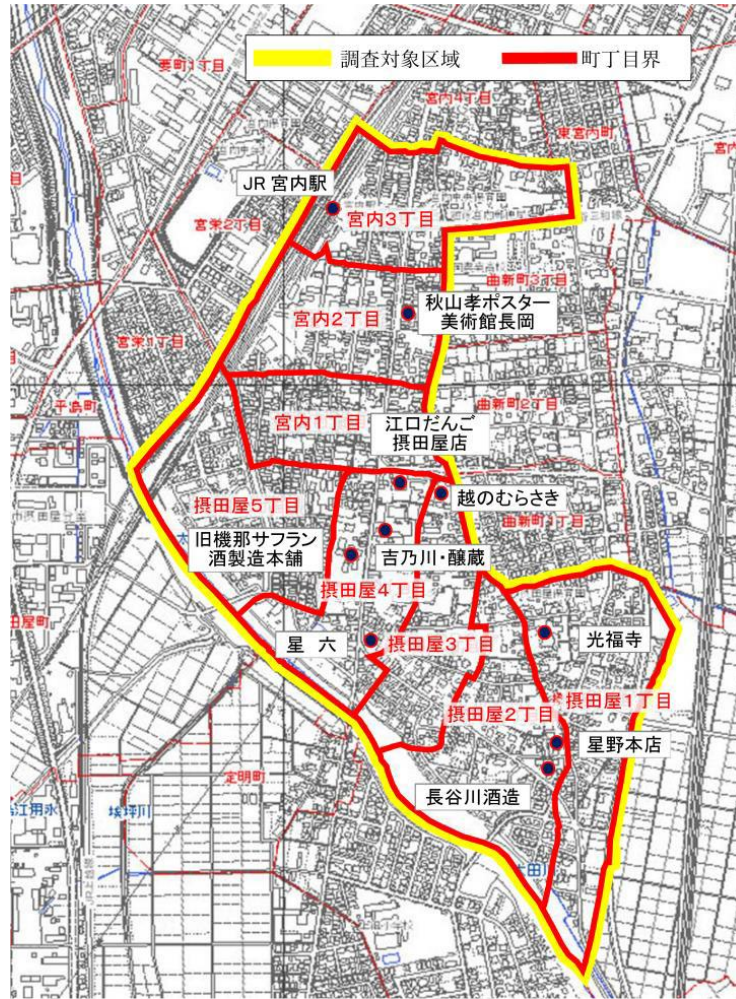 調査対象区域
町丁目界
要町1丁目
宮内4丁目
東宮内町
JR 宮内駅
宮内3丁目
宮栄2丁目
秋山孝ポスター
美術館長岡
曲新町3丁目
宮内2丁目
宮栄1丁目
平島町
曲新町2丁目
宮内1丁目
江口だんご
摂田屋店
摂田屋5丁目
越のむらさき
曲新町1丁目
旧機那サフラン
酒製造本舗
吉乃川・醸蔵
摂田屋4丁目
星 六
摂田屋3丁目
光福寺
摂田屋1丁目
摂田屋2丁目
星野本店
定明町
長谷川酒造
JR上越線